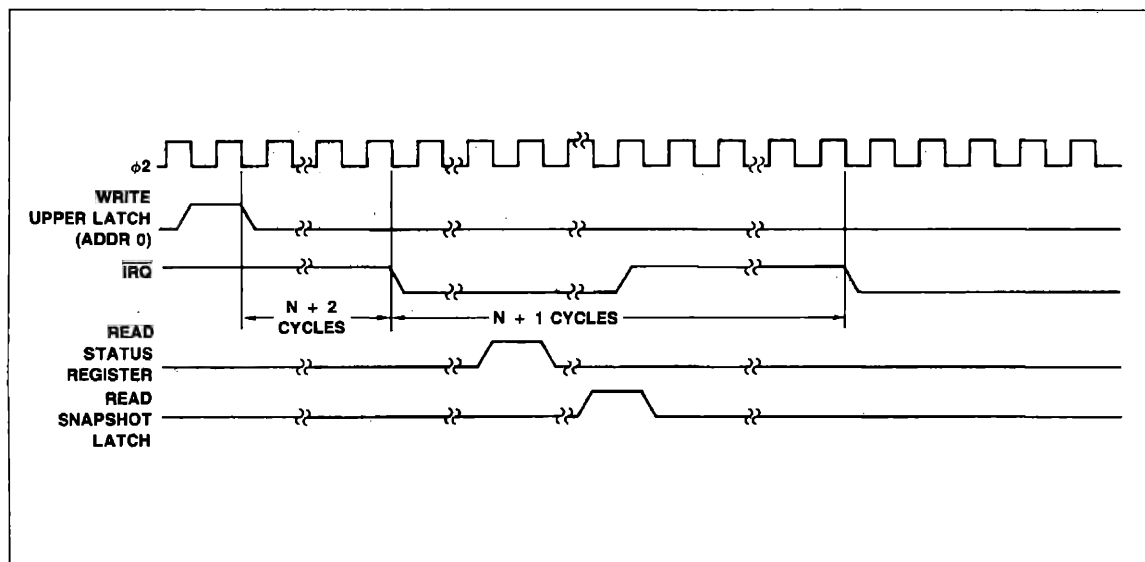 ϕ2
WRITE
UPPER LATCH
(ADDR 0)
IRQ
N + 2
CYCLES
N + 1 CYCLES
READ
STATUS
REGISTER
READ
SNAPSHOT
LATCH